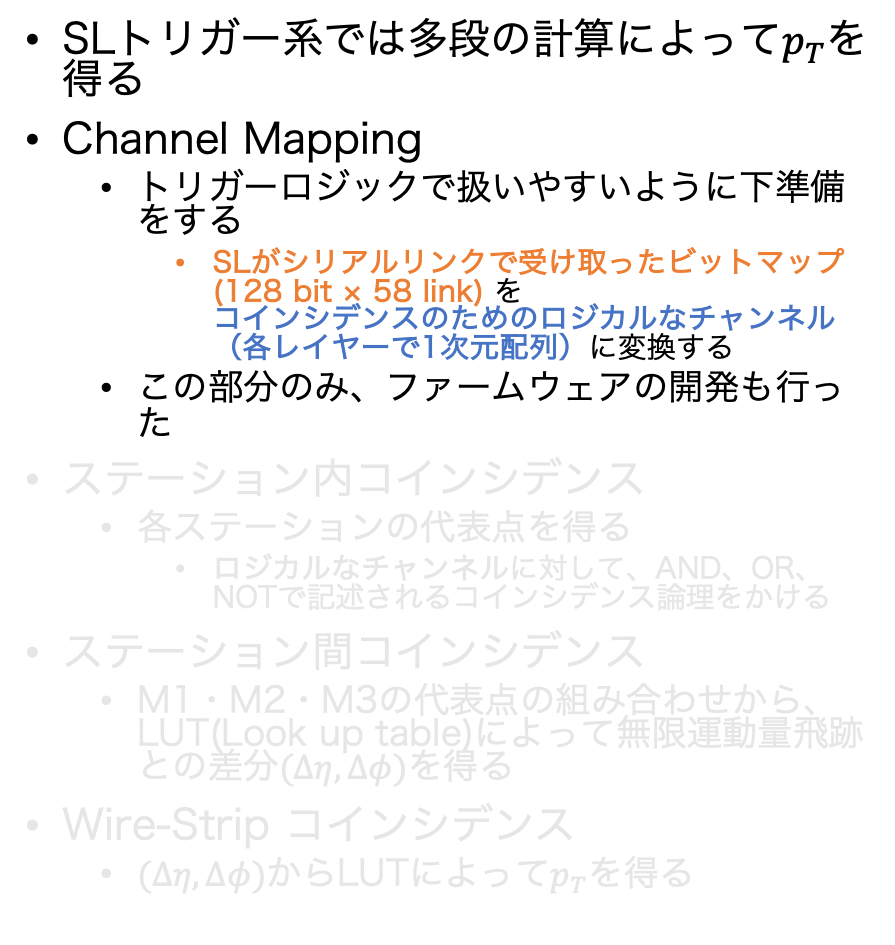 • SLトリガー系では多段の計算によって𝑝𝑇を
得る
• Channel Mapping
• トリガーロジックで扱いやすいように下準備
をする
• SLがシリアルリンクで受け取ったビットマップ
(128 bit × 58 link) を
コインシデンスのためのロジカルなチャンネル
（各レイヤーで1次元配列）に変換する
• この部分のみ、ファームウェアの開発も行っ
た
• ステーション内コインシデンス
• 各ステーションの代表点を得る
• ロジカルなチャンネルに対して、AND、OR、
NOTで記述されるコインシデンス論理をかける
• ステーション間コインシデンス
• M1・M2・M3の代表点の組み合わせから、
LUT(Look up table)によって無限運動量飛跡
との差分(Δ𝜂, Δ𝜙)を得る
• Wire-Strip コインシデンス
• (Δ𝜂, Δ𝜙)からLUTによって𝑝𝑇を得る